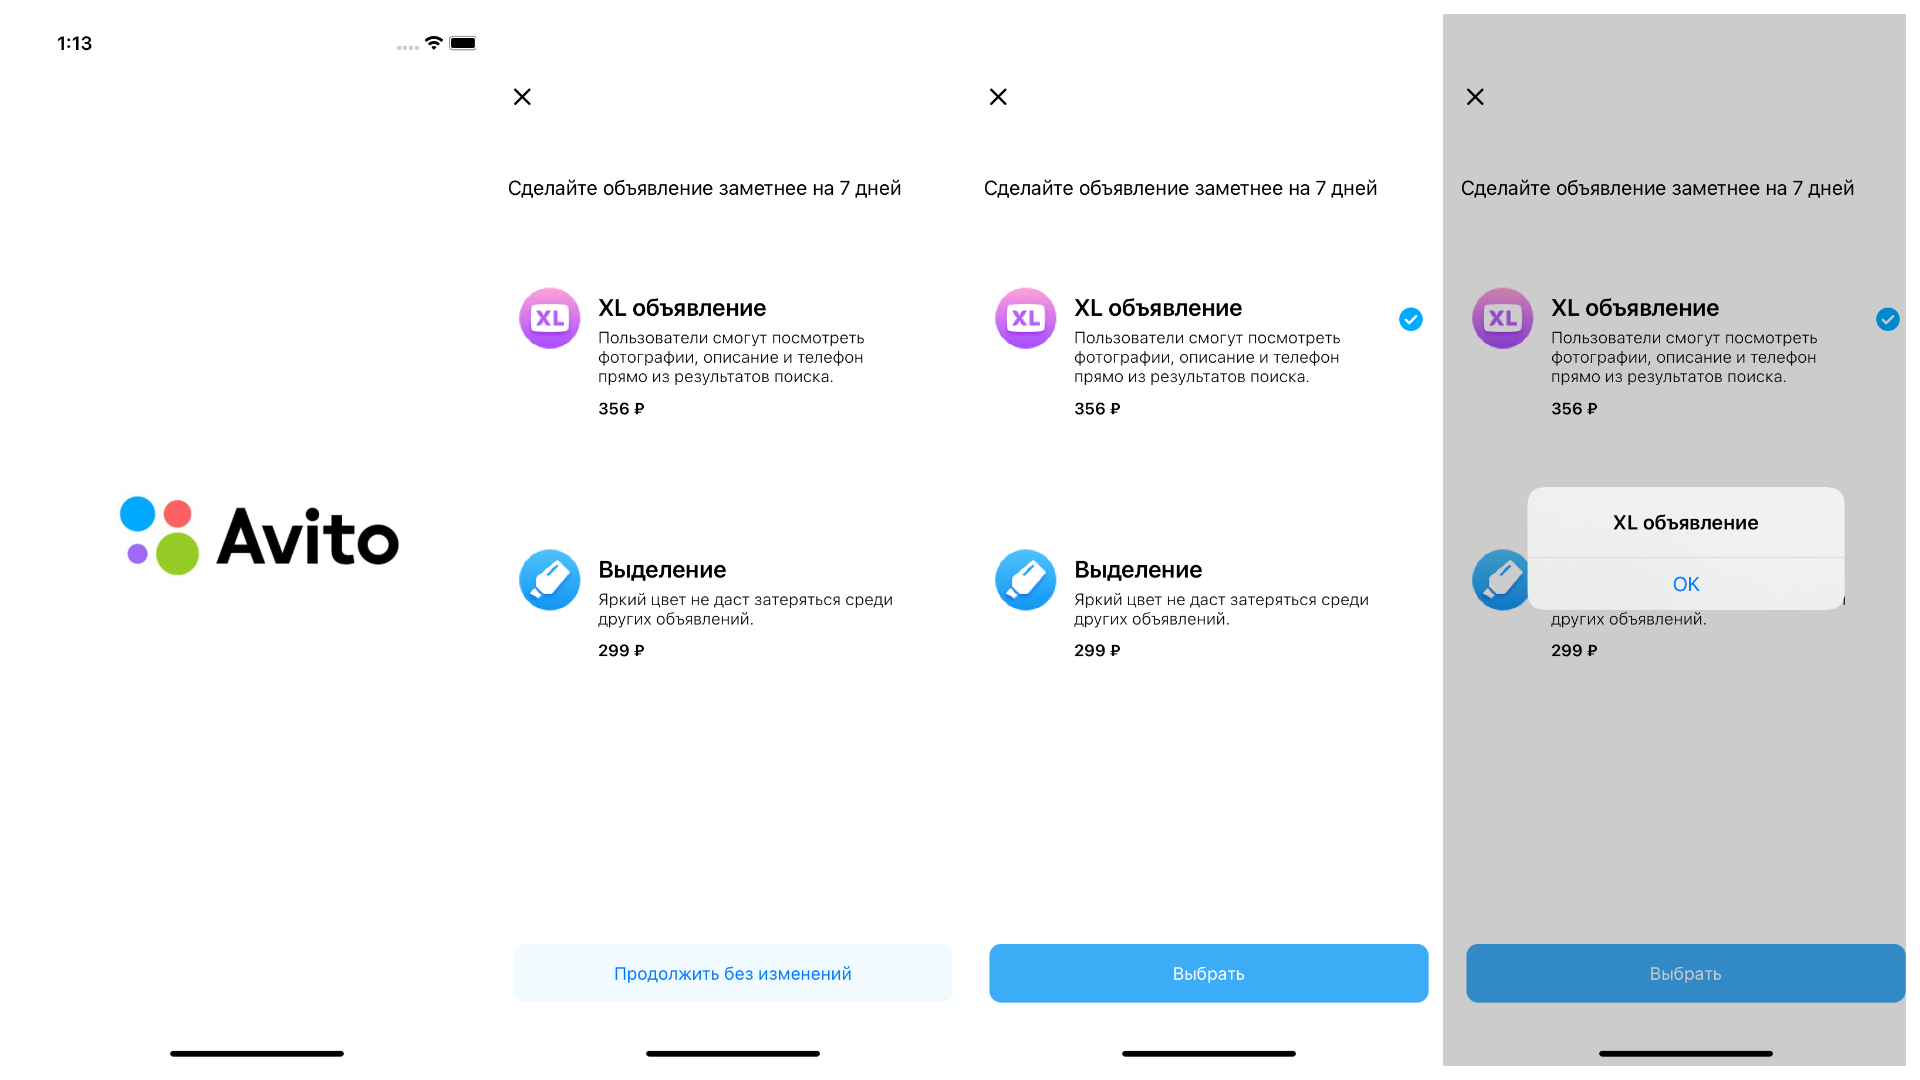 1:13
Avito
Сделайте объявление заметнее на 7 дней
XL
XL объявление
Пользователи смогут посмотреть
фотографии, описание и телефон
прямо из результатов поиска.
356 ₽
Выделение
Яркий цвет не даст затеряться среди
других объявлений.
299 ₽
Продолжить без изменений
Сделайте объявление заметнее на 7 дней
XL
XL объявление
Пользователи смогут посмотреть
фотографии, описание и телефон
прямо из результатов поиска.
356 ₽
Выделение
Яркий цвет не даст затеряться среди
других объявлений.
299 ₽
Выбрать
Сделайте объявление заметнее на 7 дней
XL
XL объявление
Пользователи смогут посмотреть
фотографии, описание и телефон
прямо из результатов поиска.
356 ₽
XL объявление
OK
других объявлений.
299 ₽
Выбрать